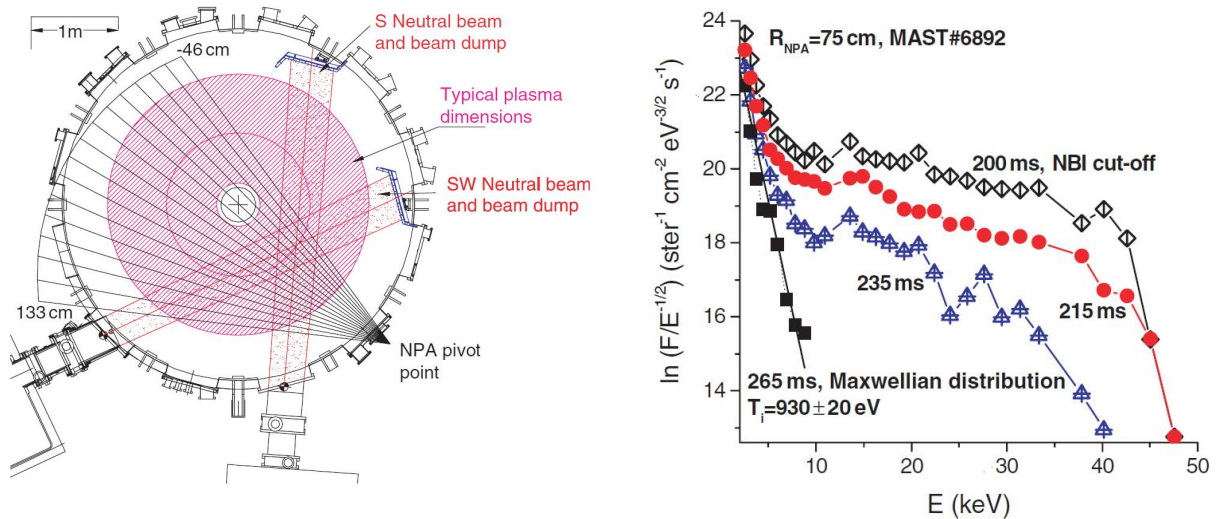 1m
-46 cm
S Neutral beam
and beam dump
Typical plasma
dimensions
SW Neutral beam
and beam dump
133 cm
NPA pivot
point
ln (F/E^{-1/2}) (ster^{-1} cm^{-2} eV^{-3/2} s^{-1})
24
22
20
18
16
14
R_{NPA}=75 cm, MAST#6892
200 ms, NBI cut-off
235 ms
215 ms
265 ms, Maxwellian distribution
T_i=930±20 eV
10
20
30
40
50
E (keV)